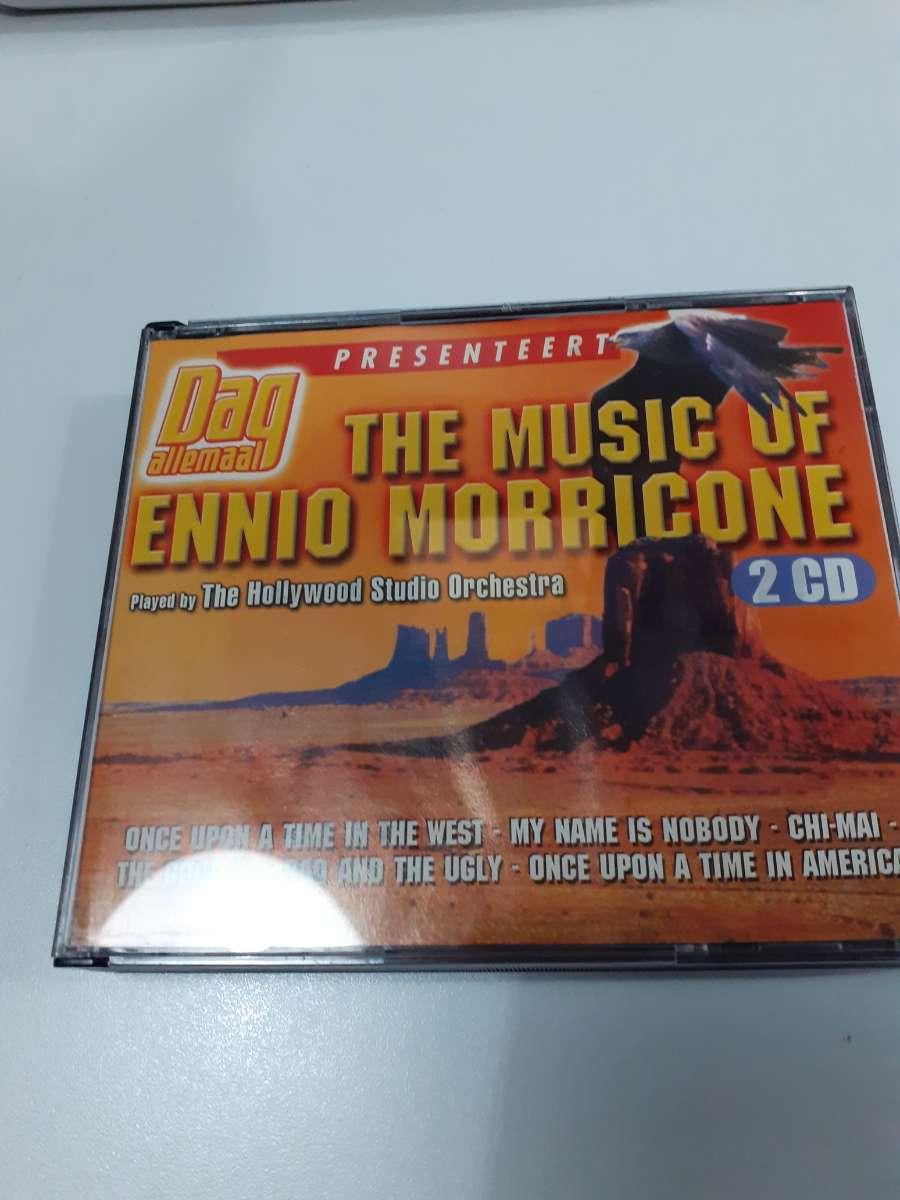 PRESENTEERT
Dag
allemaal
THE MUSIC OF
ENNIO MORRICONE
2 CD
Played by The Hollywood Studio Orchestra
ONCE UPON A TIME IN THE WEST - MY NAME IS NOBODY - CHI-MAI -
THE AND THE UGLY - ONCE UPON A TIME IN AMERICA